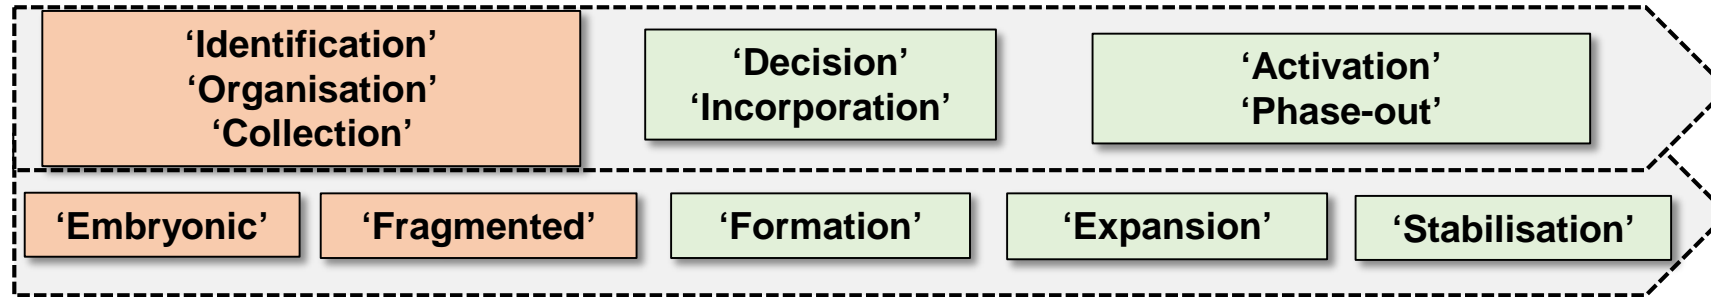 ‘Identification’
‘Organisation’
‘Collection’
‘Decision’
‘Incorporation’
‘Activation’
‘Phase-out’
‘Embryonic’
‘Fragmented’
‘Formation’
‘Expansion’
‘Stabilisation’